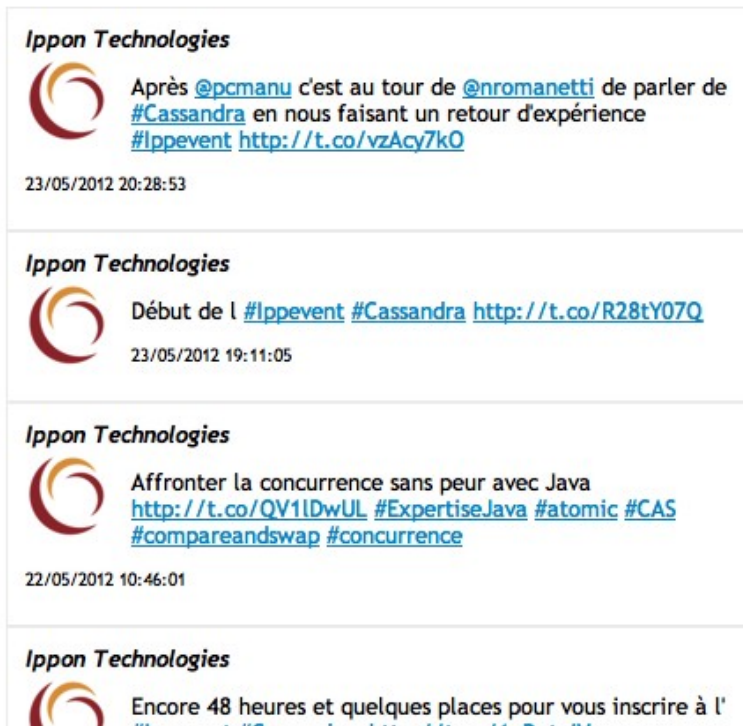 Ippon Technologies
Après @pcmanu c'est au tour de @nromanetti de parler de
#Cassandra en nous faisant un retour d'expérience
#Ippevent http://t.co/vzAcy7kO
23/05/2012 20:28:53
Ippon Technologies
Début de l #Ippevent #Cassandra http://t.co/R28tY07Q
23/05/2012 19:11:05
Ippon Technologies
Affronter la concurrence sans peur avec Java
http://t.co/QV1lDwUL #ExpertiseJava #atomic #CAS
#compareandswap #concurrence
22/05/2012 10:46:01
Ippon Technologies
Encore 48 heures et quelques places pour vous inscrire à l'